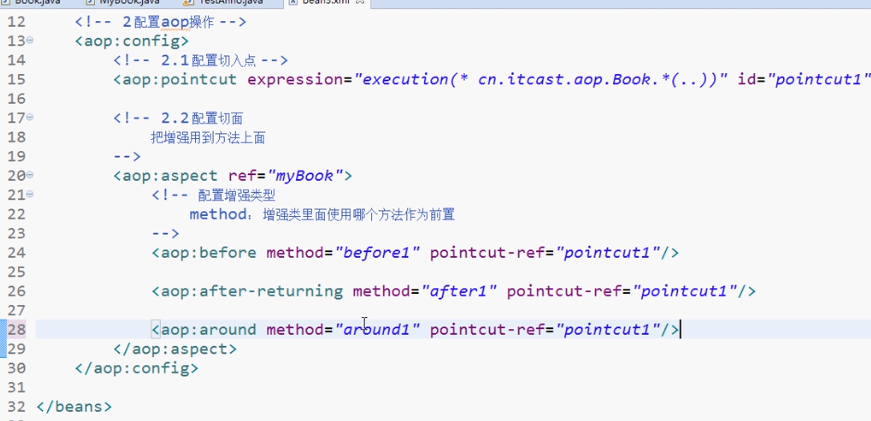 Book.java MyBook.java TestAnno.java beans3.xml
12 <!-- 2配置aop操作 -->
13 <aop:config>
14 <!-- 2.1配置切入点 -->
15 <aop:pointcut expression="execution(* cn.itcast.aop.Book.*(..))" id="pointcut1"
16
17 <!-- 2.2配置切面
18 把增强用到方法上面
19 -->
20 <aop:aspect ref="myBook">
21 <!-- 配置增强类型
22 method：增强类里面使用哪个方法作为前置
23 -->
24 <aop:before method="before1" pointcut-ref="pointcut1"/>
25
26 <aop:after-returning method="after1" pointcut-ref="pointcut1"/>
27
28 <aop:around method="around1" pointcut-ref="pointcut1"/>
29 </aop:aspect>
30 </aop:config>
31
32 </beans>